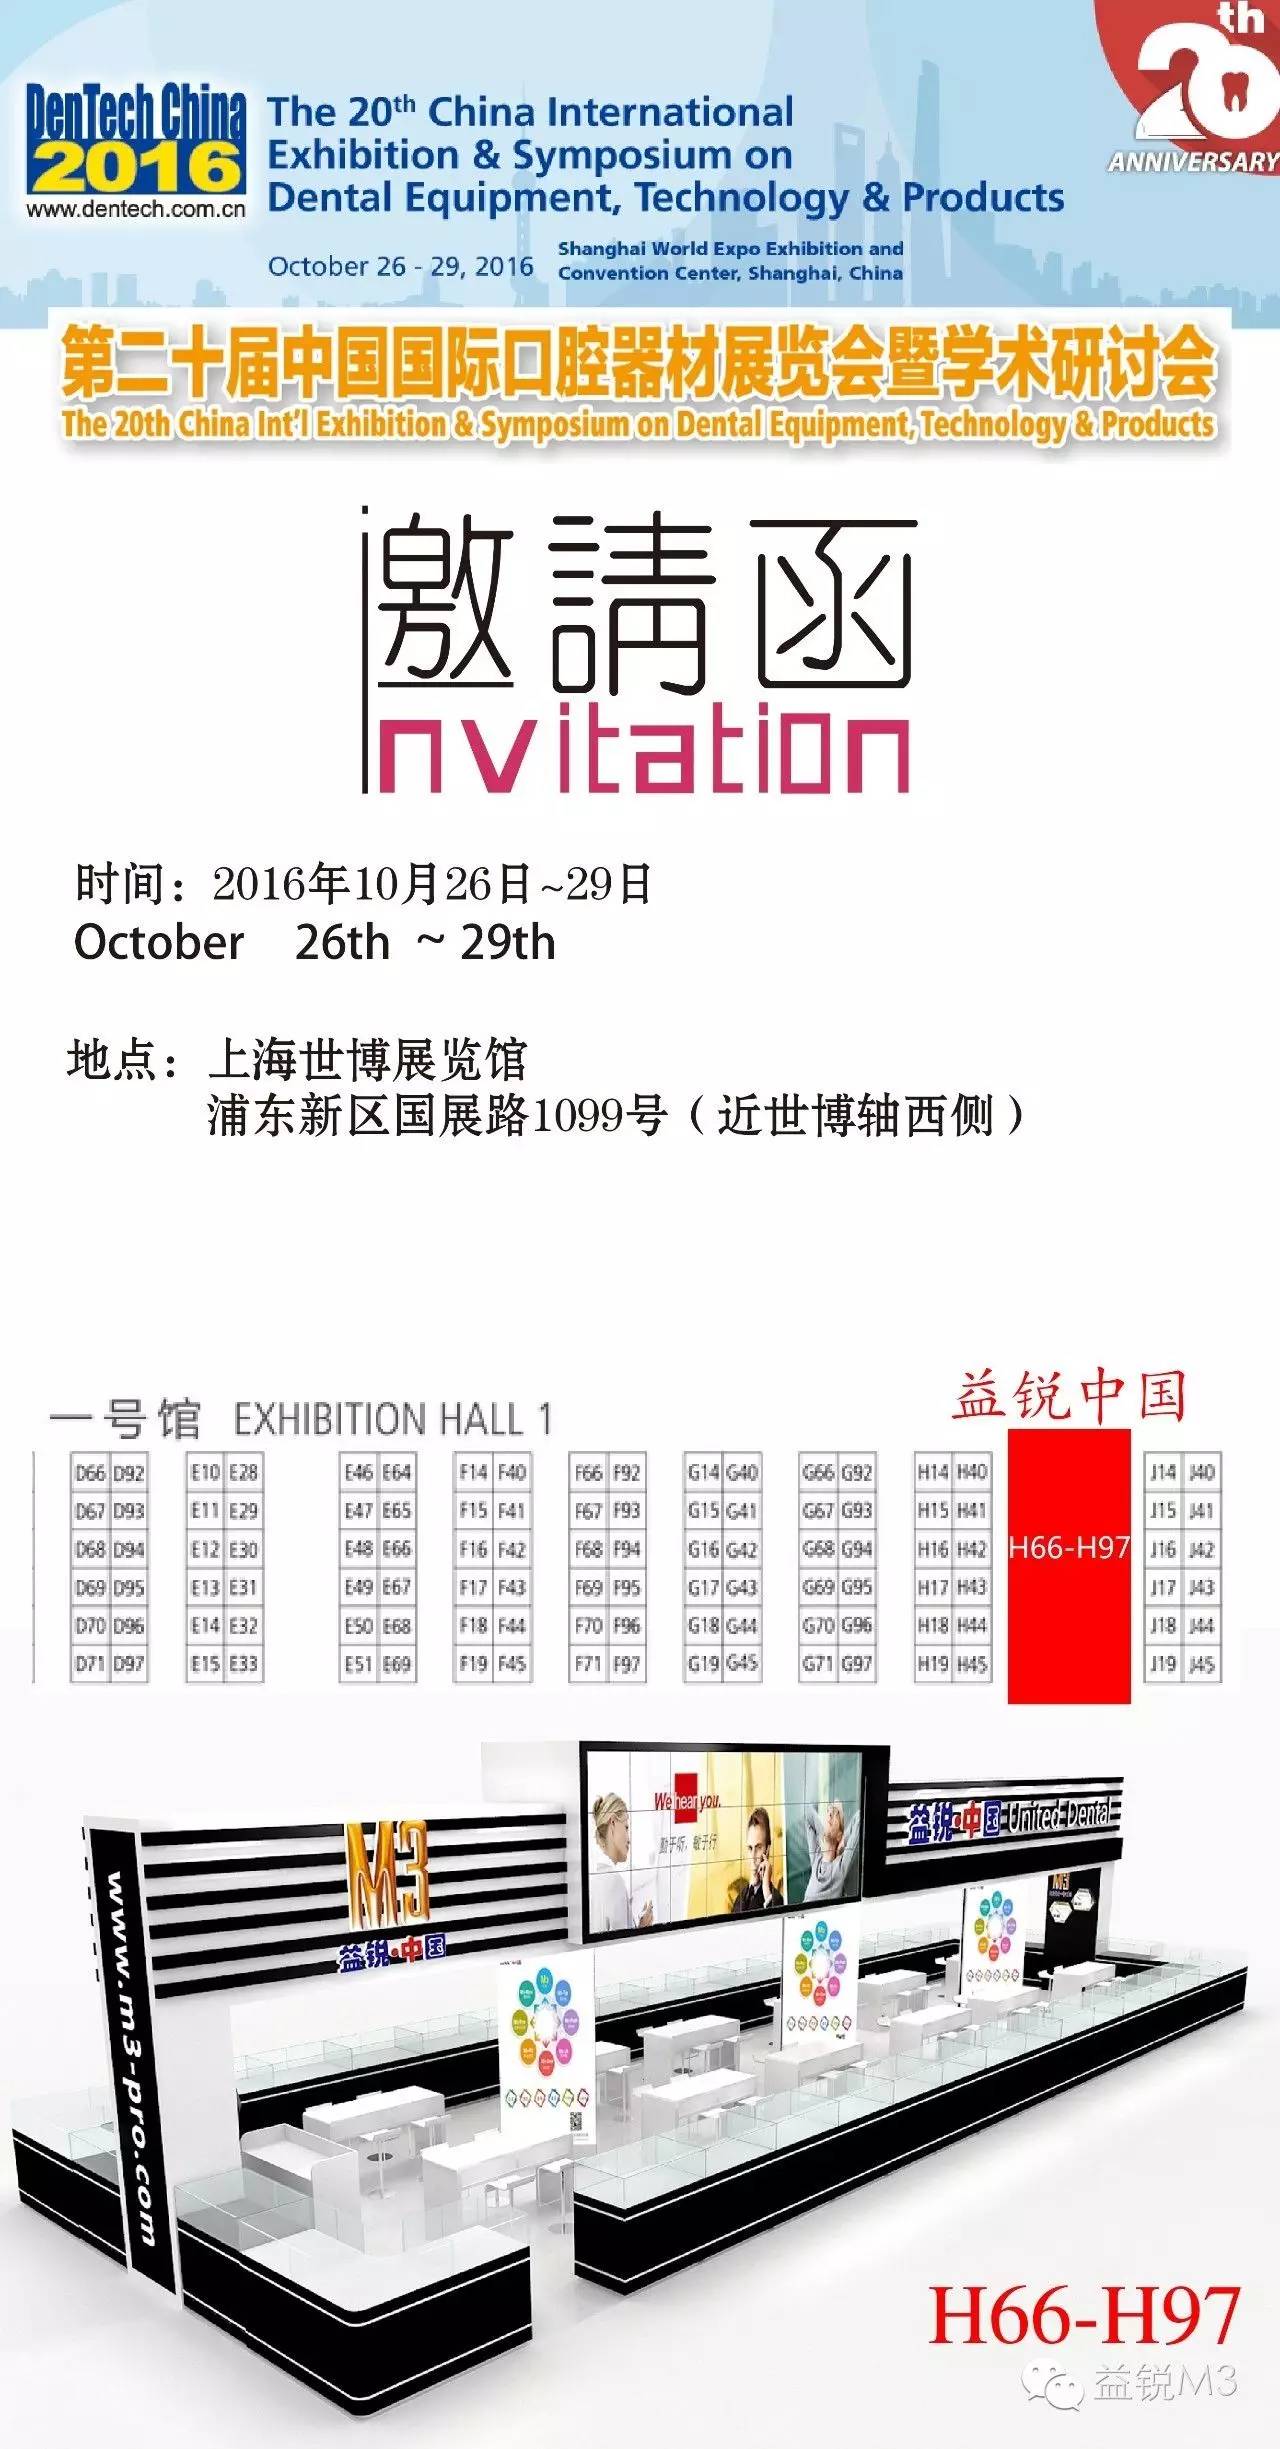 20th
ANNIVERSARY
DenTech China
2016
www.dentech.com.cn
The 20th China International
Exhibition & Symposium on
Dental Equipment, Technology & Products
October 26 - 29, 2016
Shanghai World Expo Exhibition and
Convention Center, Shanghai, China
第二十届中国国际口腔器材展览会暨学术研讨会
The 20th China Int'l Exhibition & Symposium on Dental Equipment, Technology & Products
邀請函
Invitation
时间：2016年10月26日~29日
October 26th ~ 29th
地点：上海世博展览馆
浦东新区国展路1099号（近世博轴西侧）
益锐中国
一号馆 EXHIBITION HALL 1
D66 D92 E10 E28 E46 E64 F14 F40 F66 F92 G14 G40 G66 G92 H14 H40 J14 J40
D67 D93 E11 E29 E47 E65 F15 F41 F67 F93 G15 G41 G67 G93 H15 H41 J15 J41
D68 D94 E12 E30 E48 E66 F16 F42 F68 F94 G16 G42 G68 G94 H16 H42 H66-H97 J16 J42
D69 D95 E13 E31 E49 E67 F17 F43 F69 F95 G17 G43 G69 G95 H17 H43 J17 J43
D70 D96 E14 E32 E50 E68 F18 F44 F70 F96 G18 G44 G70 G96 H18 H44 J18 J44
D71 D97 E15 E33 E51 E69 F19 F45 F71 F97 G19 G45 G71 G97 H19 H45 J19 J45
We hear you.
勤于听，敏于行
益锐·中国 United Dental
M3
益锐·中国
M3
www.m3-pro.com
H66-H97
益锐M3